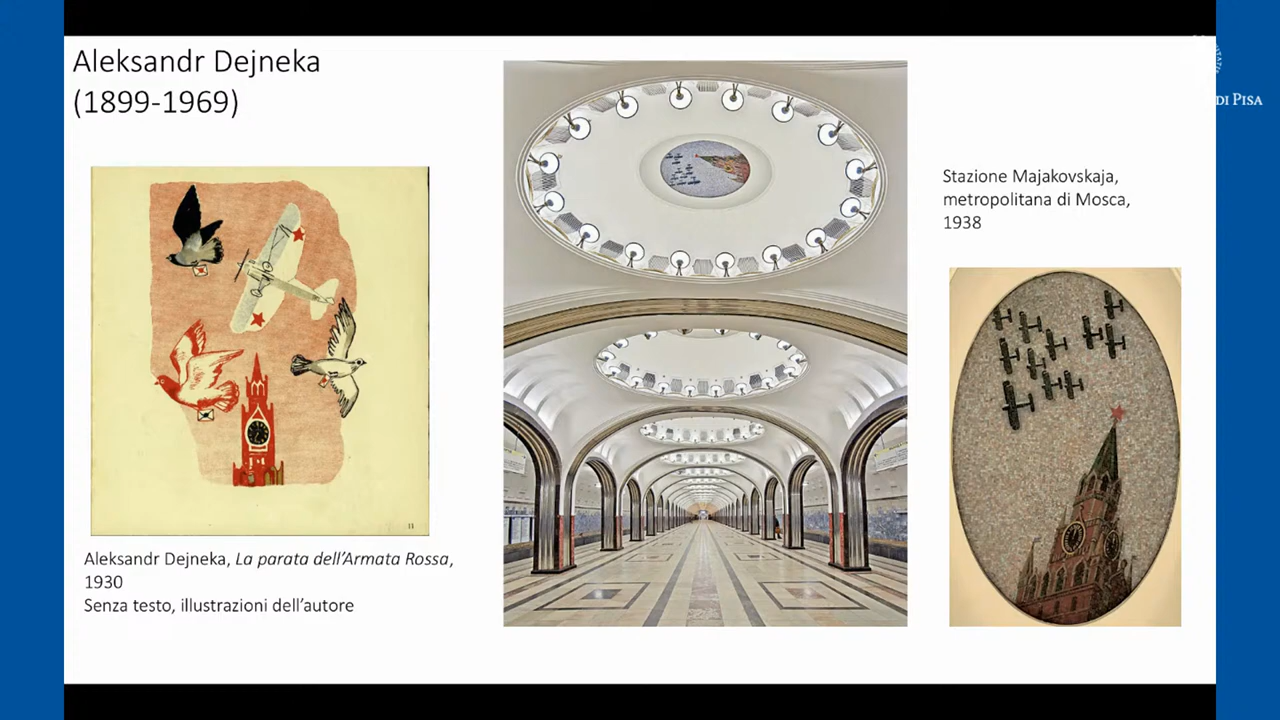 Aleksandr Dejneka
(1899-1969)
Aleksandr Dejneka, La parata dell'Armata Rossa,
1930
Senza testo, illustrazioni dell'autore
Stazione Majakovskaja,
metropolitana di Mosca,
1938
DI PISA
11